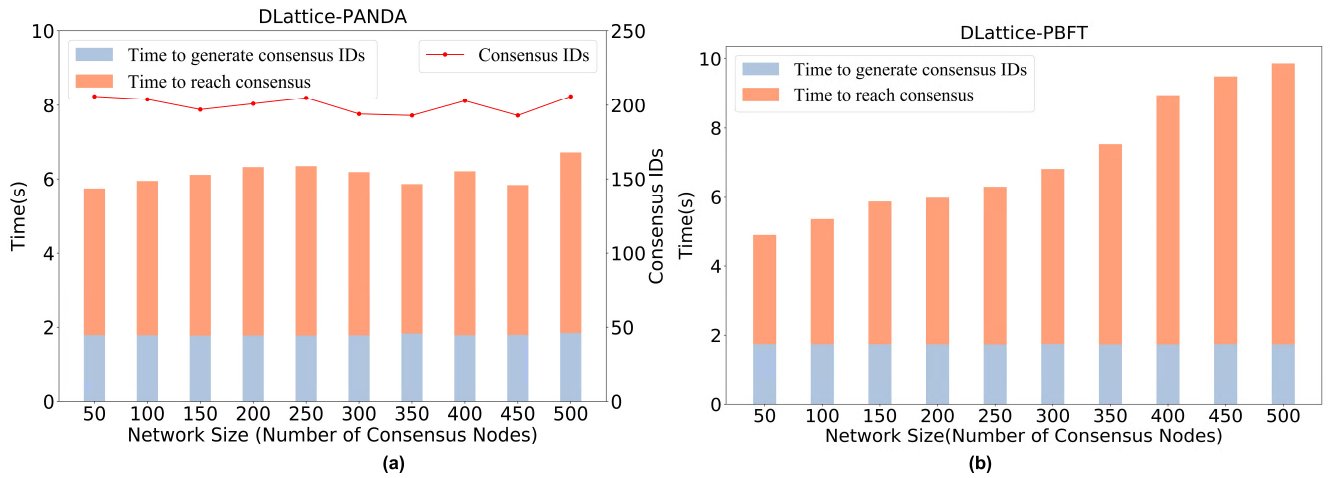 DLattice-PANDA
10
8
6
4
2
0
Time(s)
Time to generate consensus IDs
Time to reach consensus
Consensus IDs
250
200
150
100
50
0
Consensus IDs
50 100 150 200 250 300 350 400 450 500
Network Size (Number of Consensus Nodes)
(a)
DLattice-PBFT
10
8
6
4
2
0
Time(s)
Time to generate consensus IDs
Time to reach consensus
50 100 150 200 250 300 350 400 450 500
Network Size(Number of Consensus Nodes)
(b)